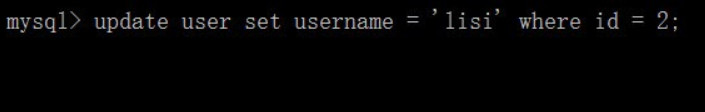 mysql> update user set username = 'lisi' where id = 2;